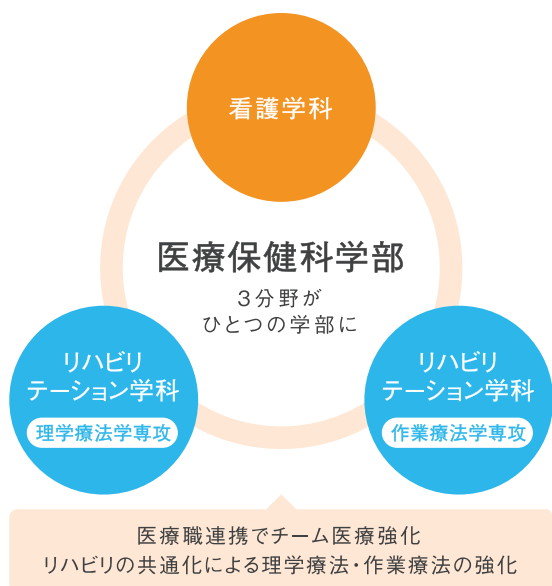 看護学科
医療保健科学部
3分野が
ひとつの学部に
リハビリ
テーション学科
理学療法学専攻
リハビリ
テーション学科
作業療法学専攻
医療職連携でチーム医療強化
リハビリの共通化による理学療法・作業療法の強化